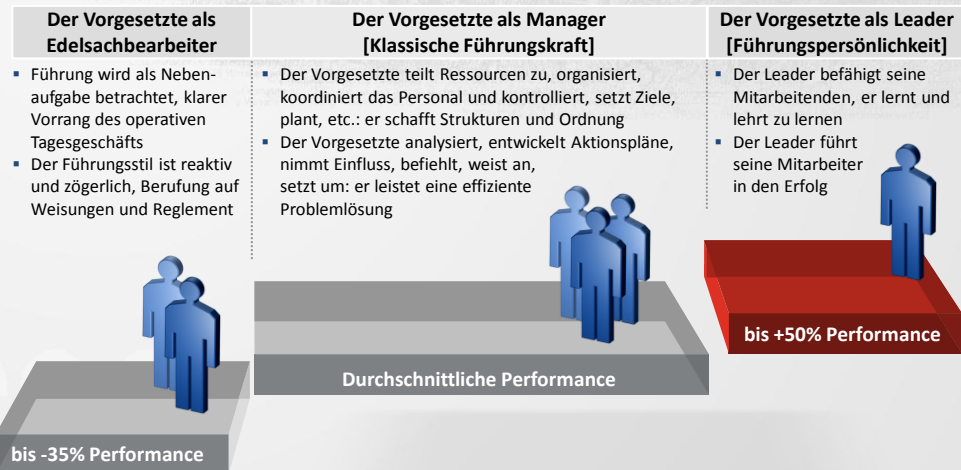 Der Vorgesetzte als
Edelsachbearbeiter
▪ Führung wird als Neben-
aufgabe betrachtet, klarer
Vorrang des operativen
Tagesgeschäfts
▪ Der Führungsstil ist reaktiv
und zögerlich, Berufung auf
Weisungen und Reglement
bis -35% Performance
Der Vorgesetzte als Manager
[Klassische Führungskraft]
▪ Der Vorgesetzte teilt Ressourcen zu, organisiert,
koordiniert das Personal und kontrolliert, setzt Ziele,
plant, etc.: er schafft Strukturen und Ordnung
▪ Der Vorgesetzte analysiert, entwickelt Aktionspläne,
nimmt Einfluss, befiehlt, weist an,
setzt um: er leistet eine effiziente
Problemlösung
Durchschnittliche Performance
Der Vorgesetzte als Leader
[Führungspersönlichkeit]
▪ Der Leader befähigt seine
Mitarbeitenden, er lernt und
lehrt zu lernen
▪ Der Leader führt
seine Mitarbeiter
in den Erfolg
bis +50% Performance